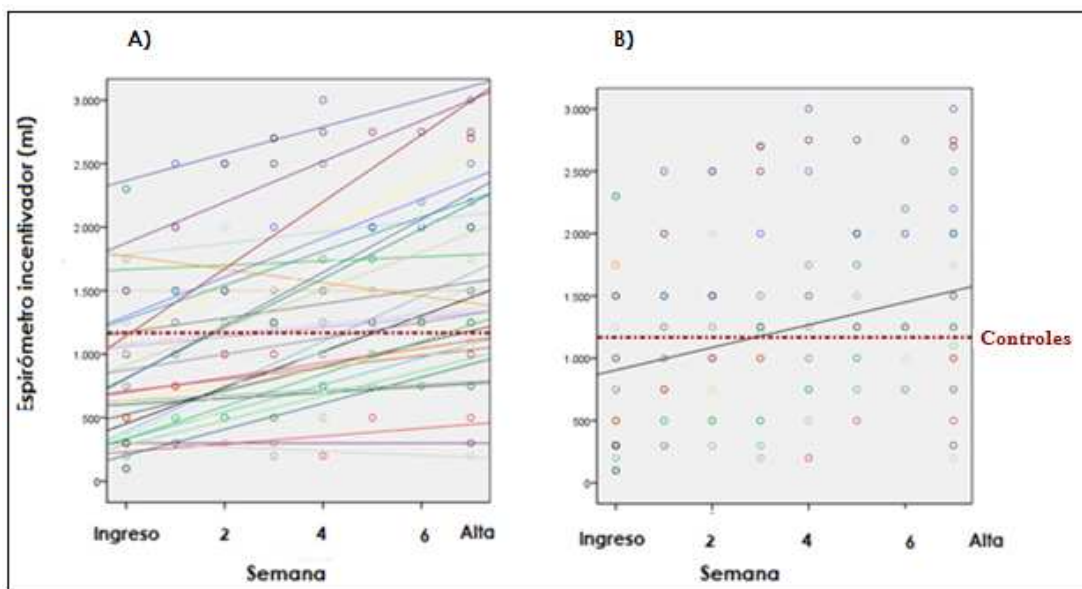 A)
B)
Espirómetro incentivador (ml)
3.000
2.500
2.000
1.500
1.000
500
0
Ingreso 2 4 6 Alta
Semana
3.000
2.500
2.000
1.500
1.000
500
0
Ingreso 2 4 6 Alta
Semana
Controles